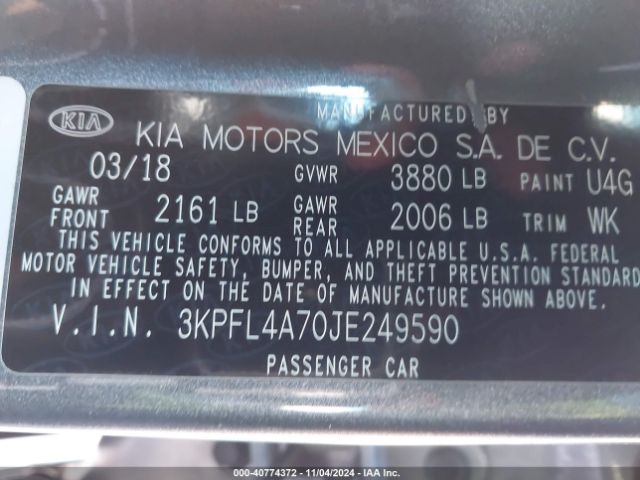 MANUFACTURED BY
KIA KIA MOTORS MEXICO S.A. DE C.V.
03/18 GVWR 3880 LB PAINT U4G
GAWR FRONT 2161 LB GAWR REAR 2006 LB TRIM WK
THIS VEHICLE CONFORMS TO ALL APPLICABLE U.S.A. FEDERAL
MOTOR VEHICLE SAFETY, BUMPER, AND THEFT PREVENTION STANDARD
IN EFFECT ON THE DATE OF MANUFACTURE SHOWN ABOVE.
V.I.N. 3KPFL4A70JE249590
PASSENGER CAR
000-40774372 - 11/04/2024 - IAA Inc.